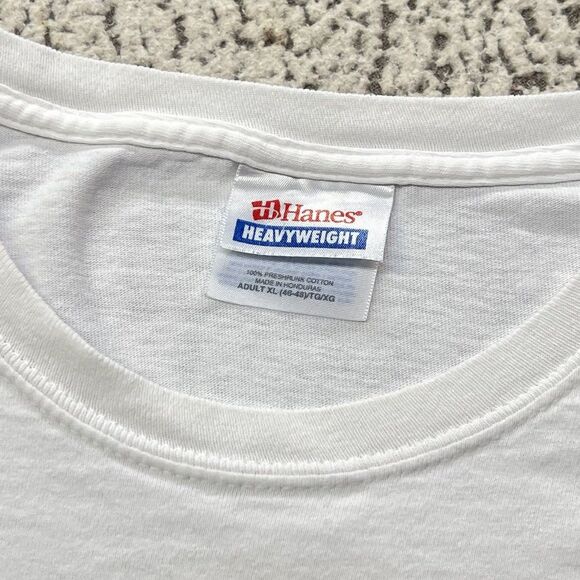 Hanes®
HEAVYWEIGHT
100% PRESHRUNK COTTON
MADE IN HONDURAS
ADULT XL (46-48)/TG/XG